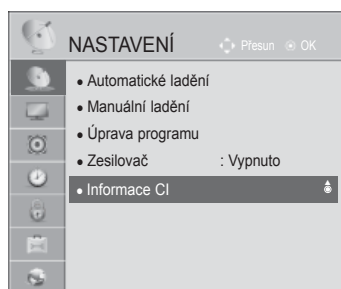 NASTAVENÍ Přesun OK
• Automatické ladění
• Manuální ladění
• Úprava programu
• Zesilovač : Vypnuto
• Informace CI